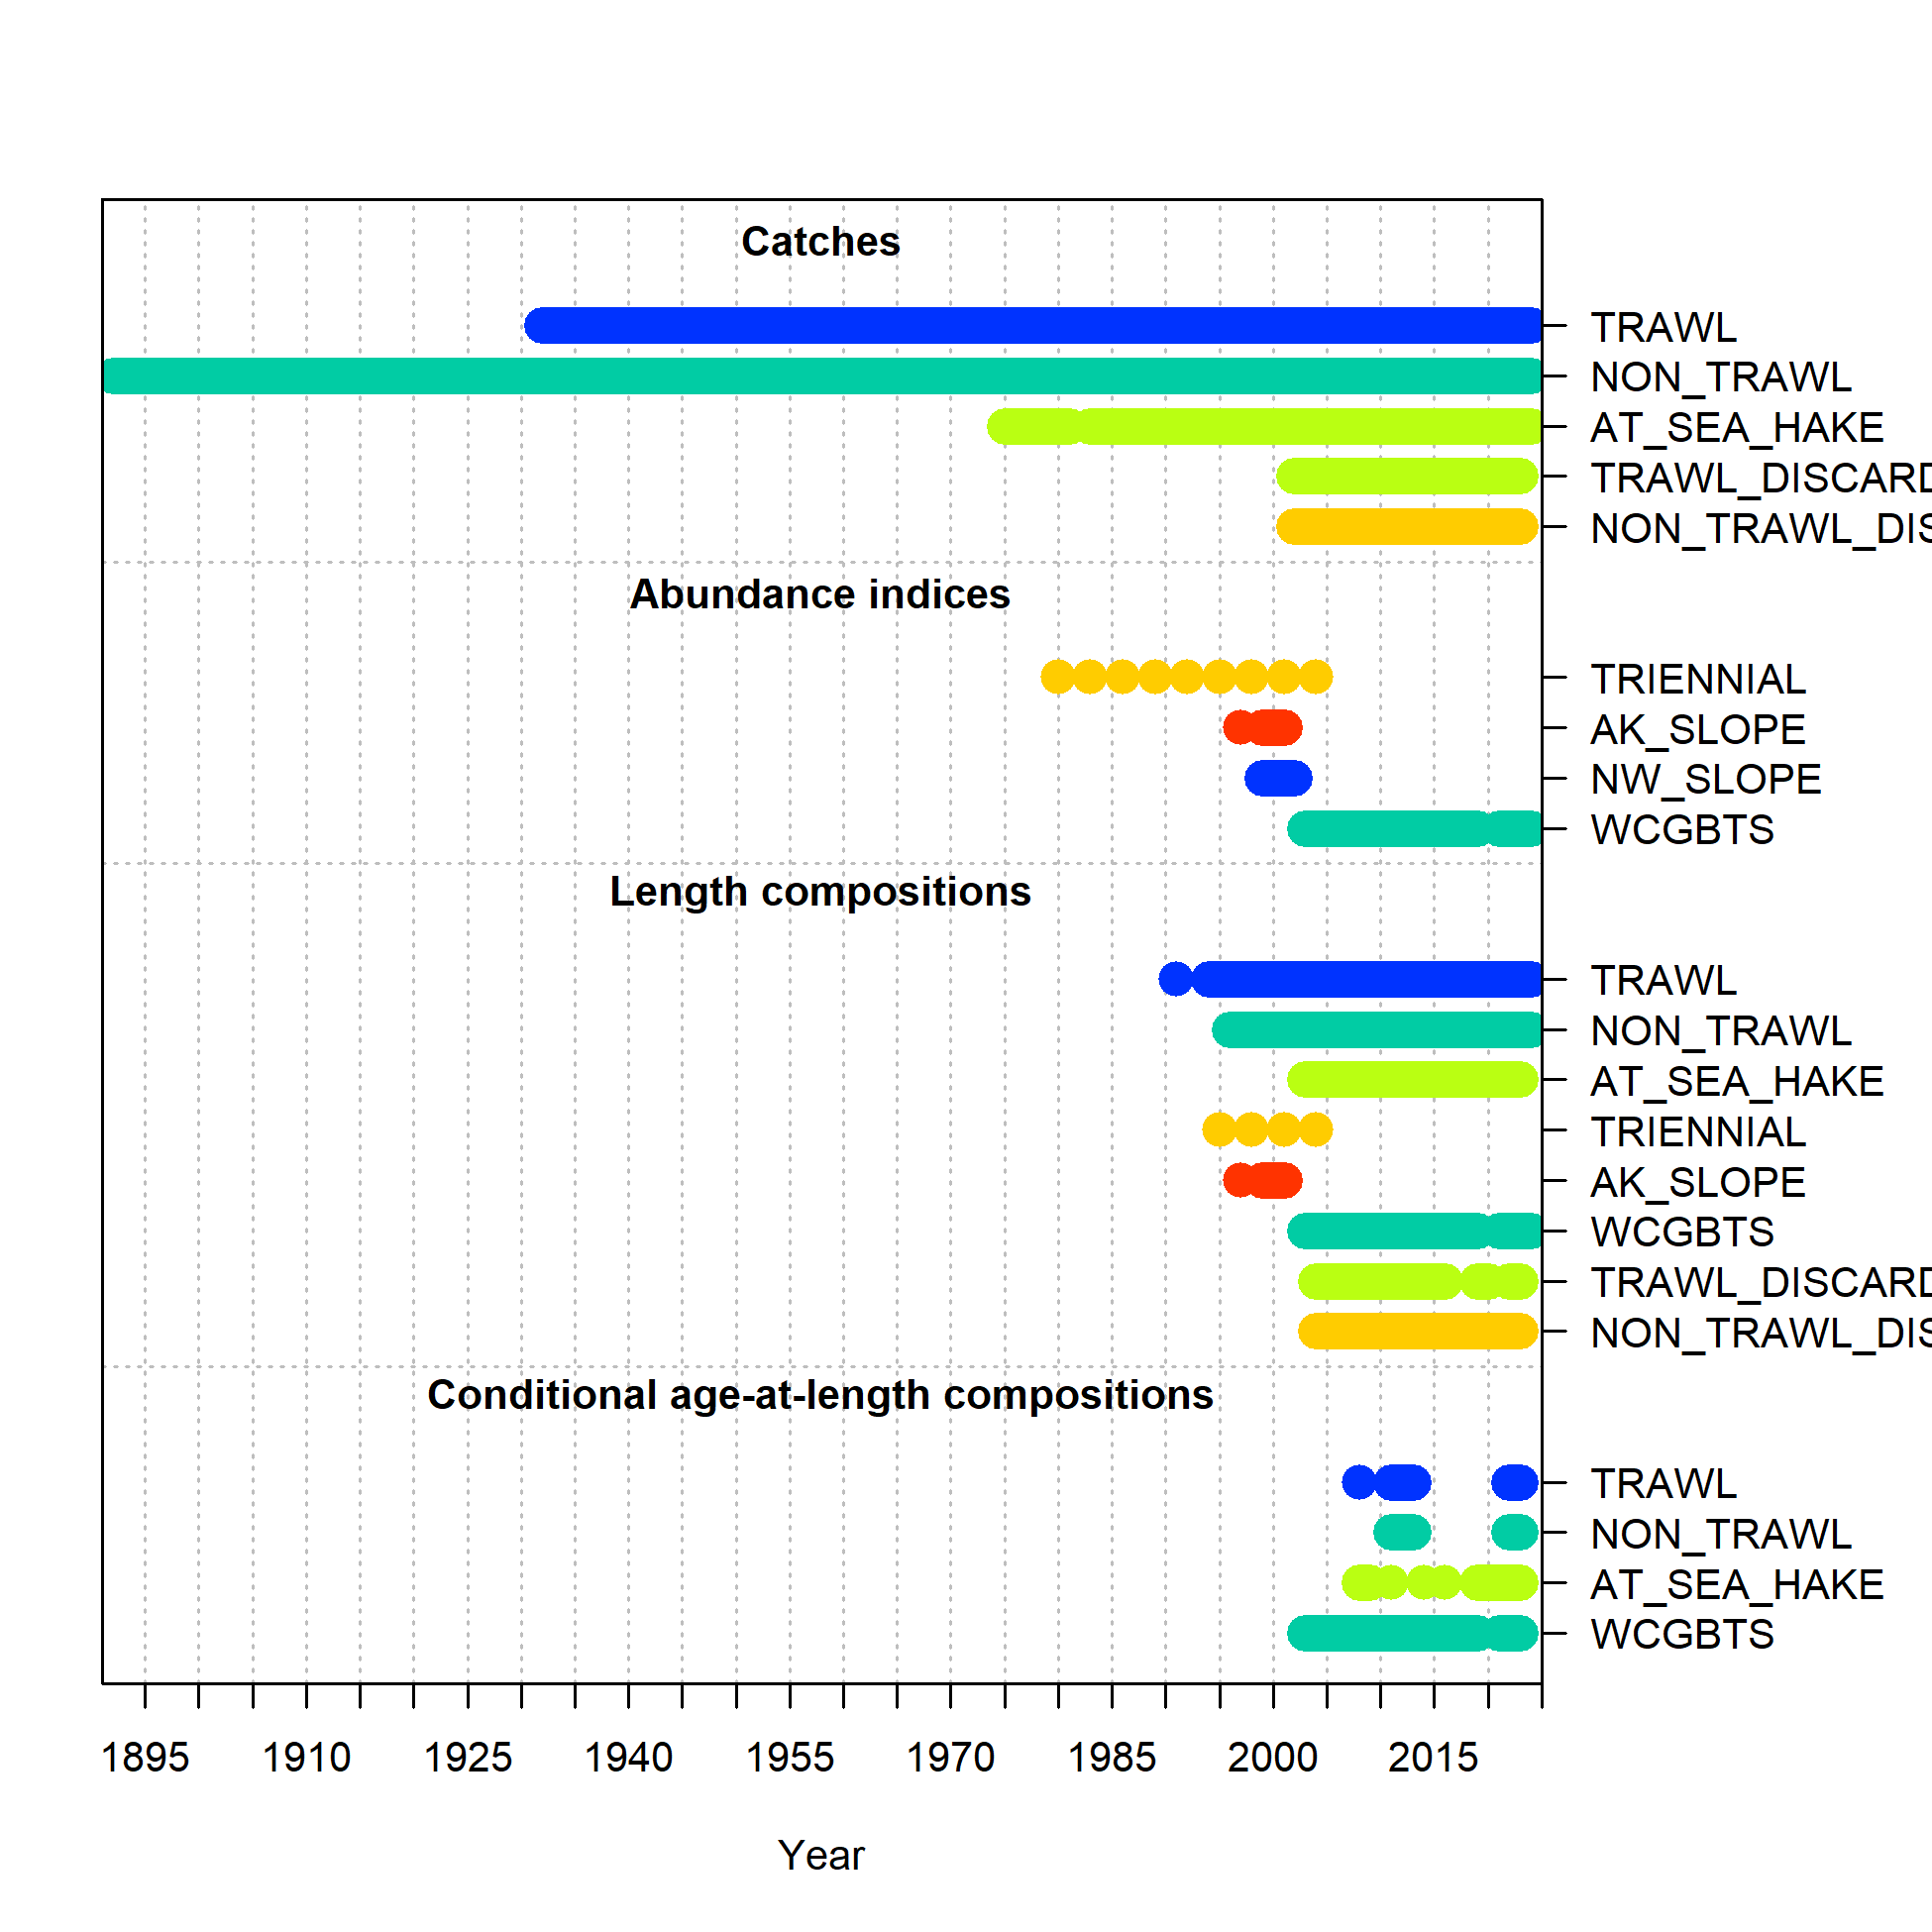 Catches
TRAWL
NON_TRAWL
AT_SEA_HAKE
TRAWL_DISCARD
NON_TRAWL_DIS
Abundance indices
TRIENNIAL
AK_SLOPE
NW_SLOPE
WCGBTS
Length compositions
TRAWL
NON_TRAWL
AT_SEA_HAKE
TRIENNIAL
AK_SLOPE
WCGBTS
TRAWL_DISCARD
NON_TRAWL_DIS
Conditional age-at-length compositions
TRAWL
NON_TRAWL
AT_SEA_HAKE
WCGBTS
1895 1910 1925 1940 1955 1970 1985 2000 2015
Year